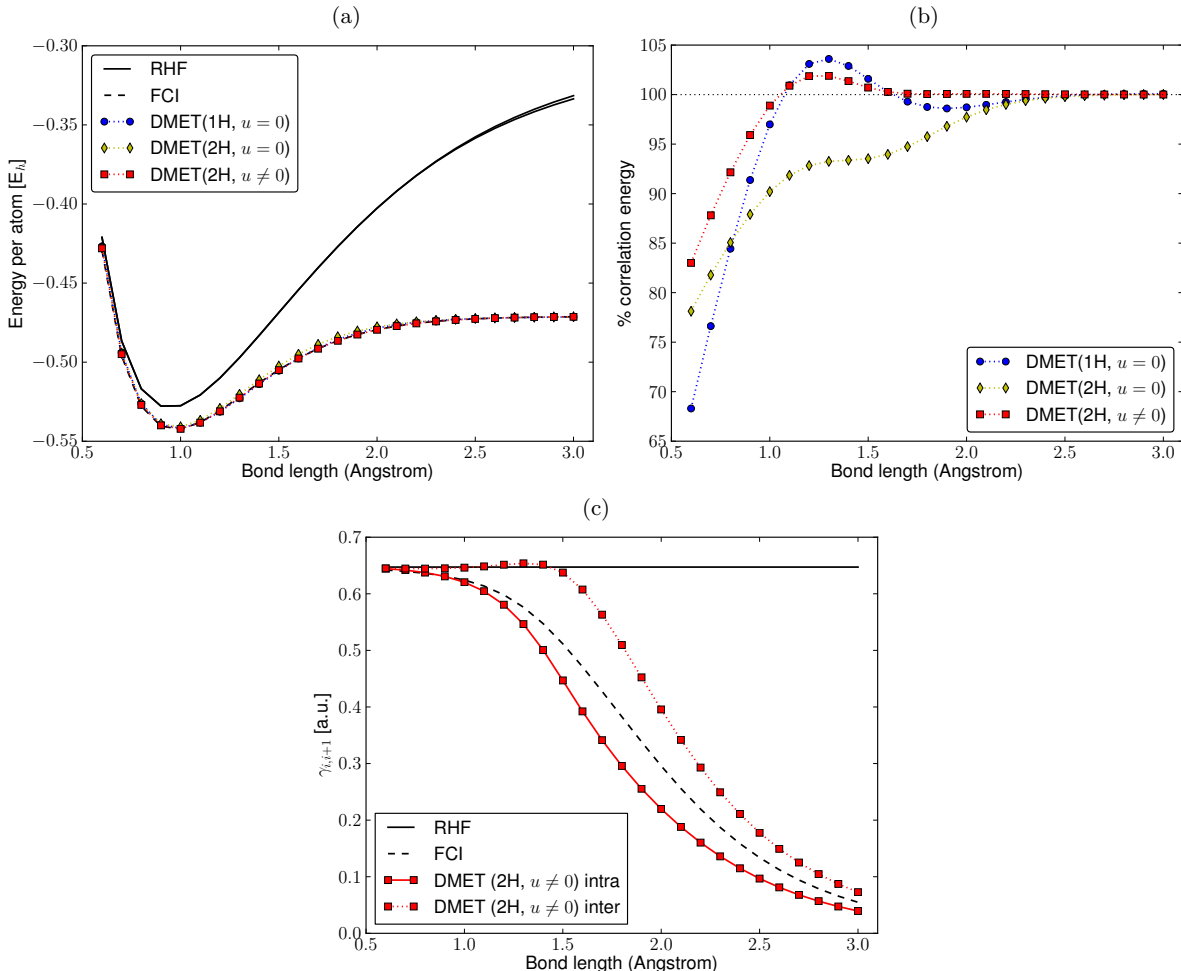 (a)
−0.30
−0.35
−0.40
−0.45
−0.50
−0.55
Energy per atom [E_h]
RHF
FCI
DMET(1H, u = 0)
DMET(2H, u = 0)
DMET(2H, u ≠ 0)
0.5 1.0 1.5 2.0 2.5 3.0
Bond length (Angstrom)
(b)
105
100
95
90
85
80
75
70
65
% correlation energy
DMET(1H, u = 0)
DMET(2H, u = 0)
DMET(2H, u ≠ 0)
0.5 1.0 1.5 2.0 2.5 3.0
Bond length (Angstrom)
(c)
0.7
0.6
0.5
0.4
0.3
0.2
0.1
0.0
γ_{i,i+1} [a.u.]
RHF
FCI
DMET (2H, u ≠ 0) intra
DMET (2H, u ≠ 0) inter
0.5 1.0 1.5 2.0 2.5 3.0
Bond length (Angstrom)